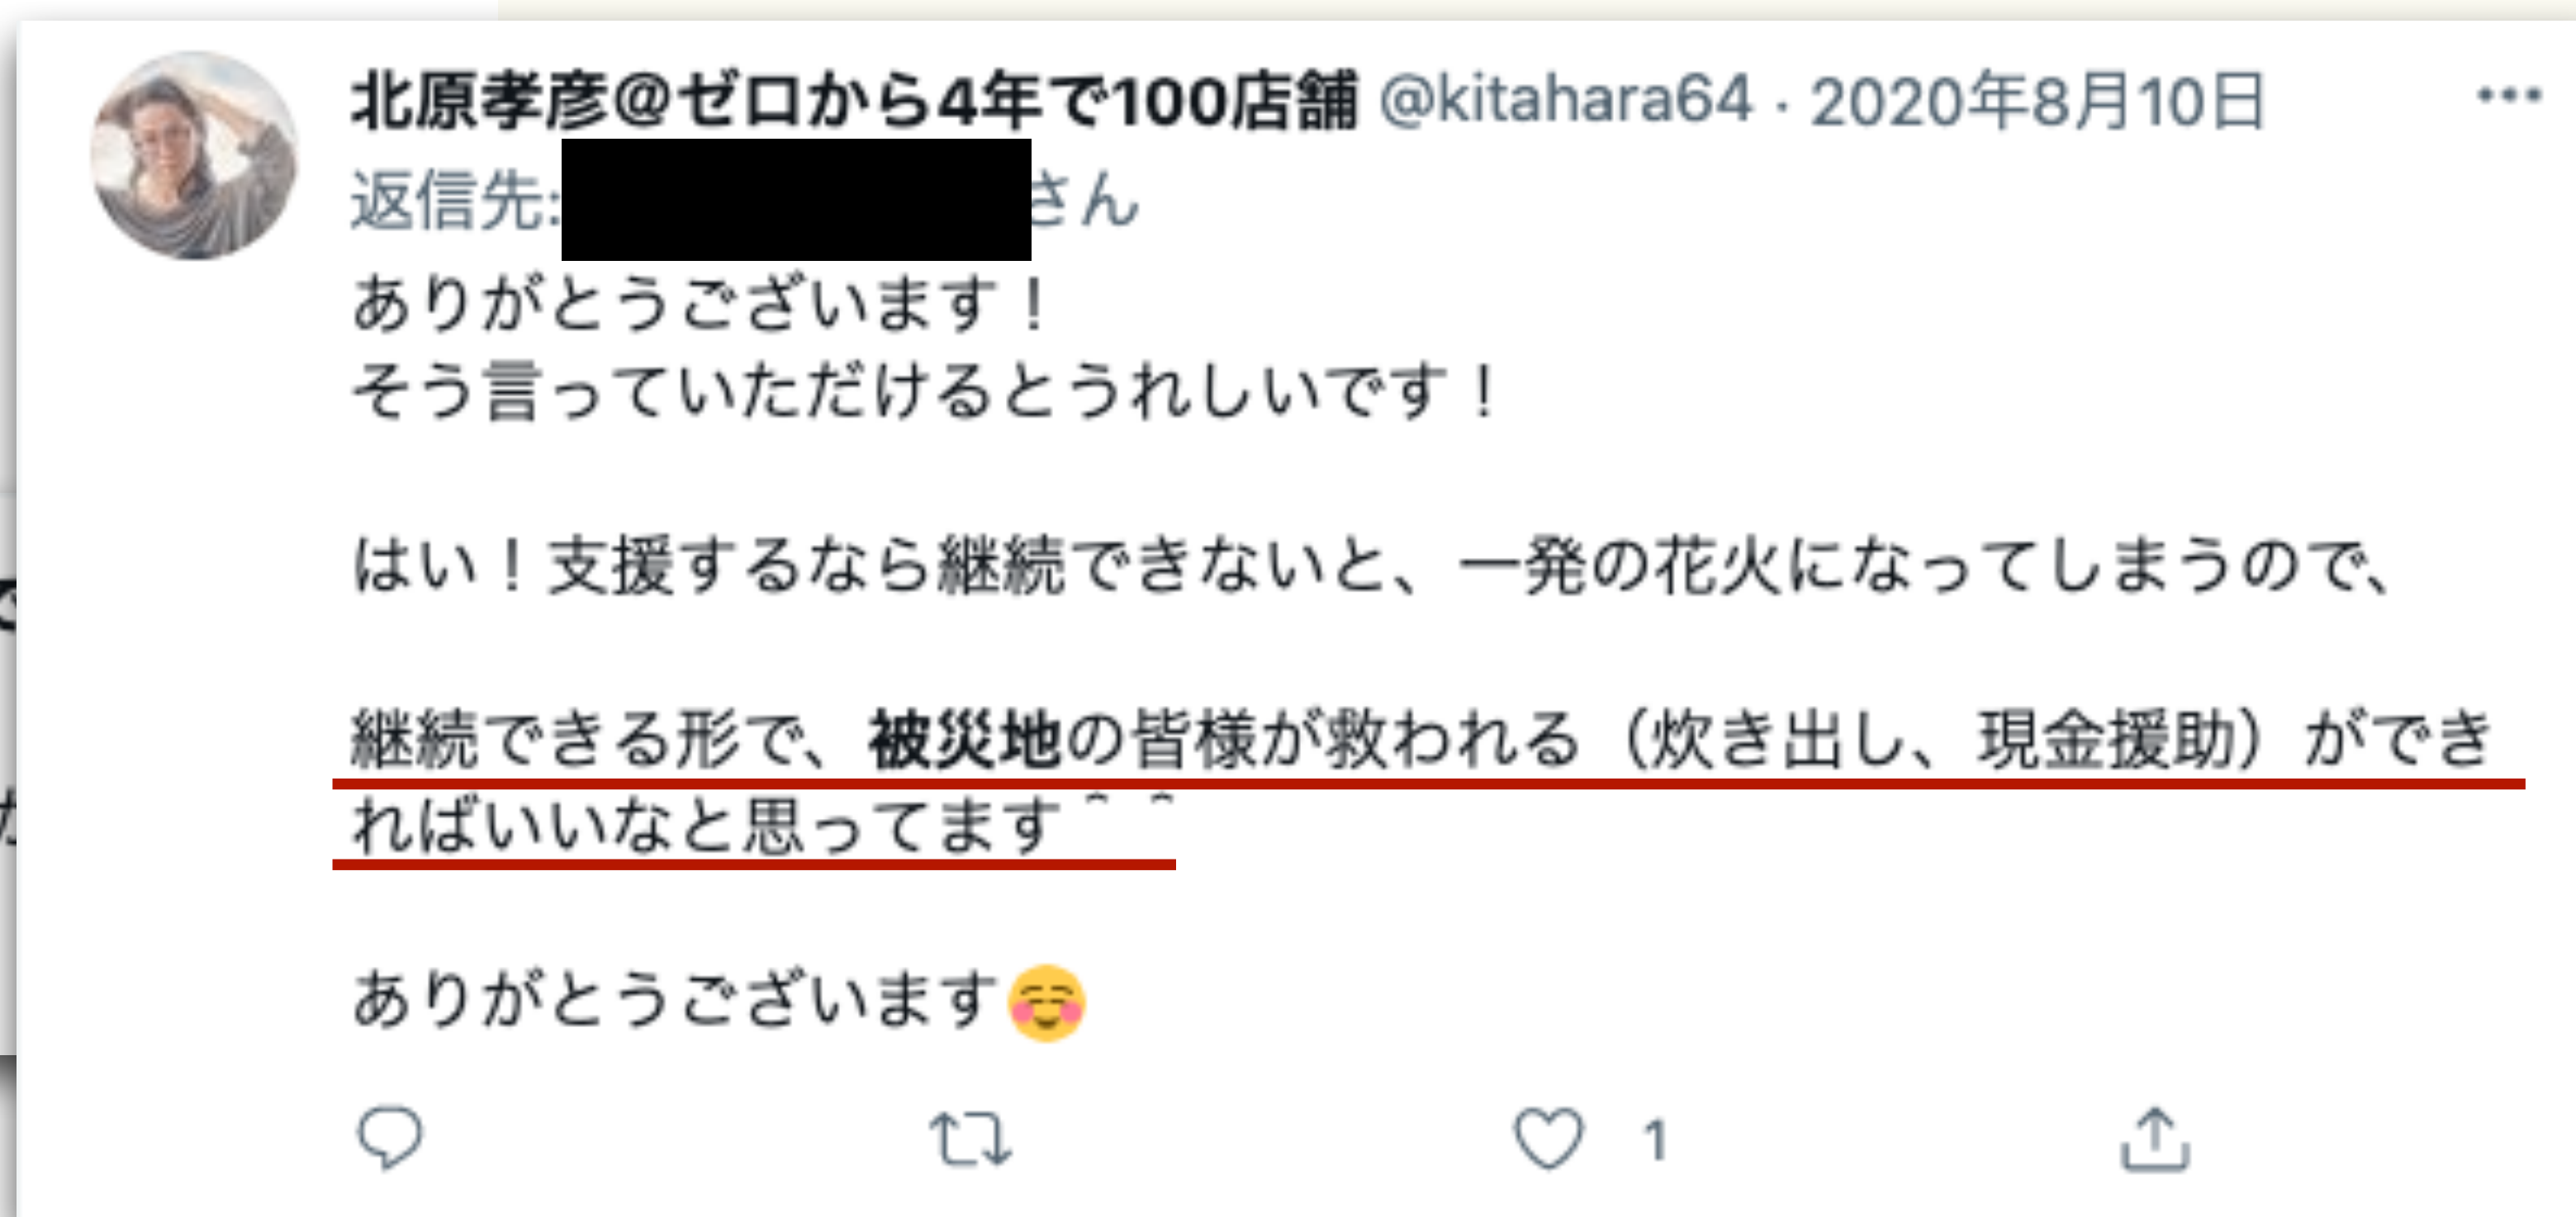 北原孝彦@ゼロから4年で100店舗 @kitahara64 · 2020年8月10日
返信先: さん
ありがとうございます！
そう言っていただけるとうれしいです！
はい！支援するなら継続できないと、一発の花火になってしまうので、
継続できる形で、被災地の皆様が救われる（炊き出し、現金援助）ができ
ればいいなと思ってます＾ ＾
ありがとうございます☺️
1